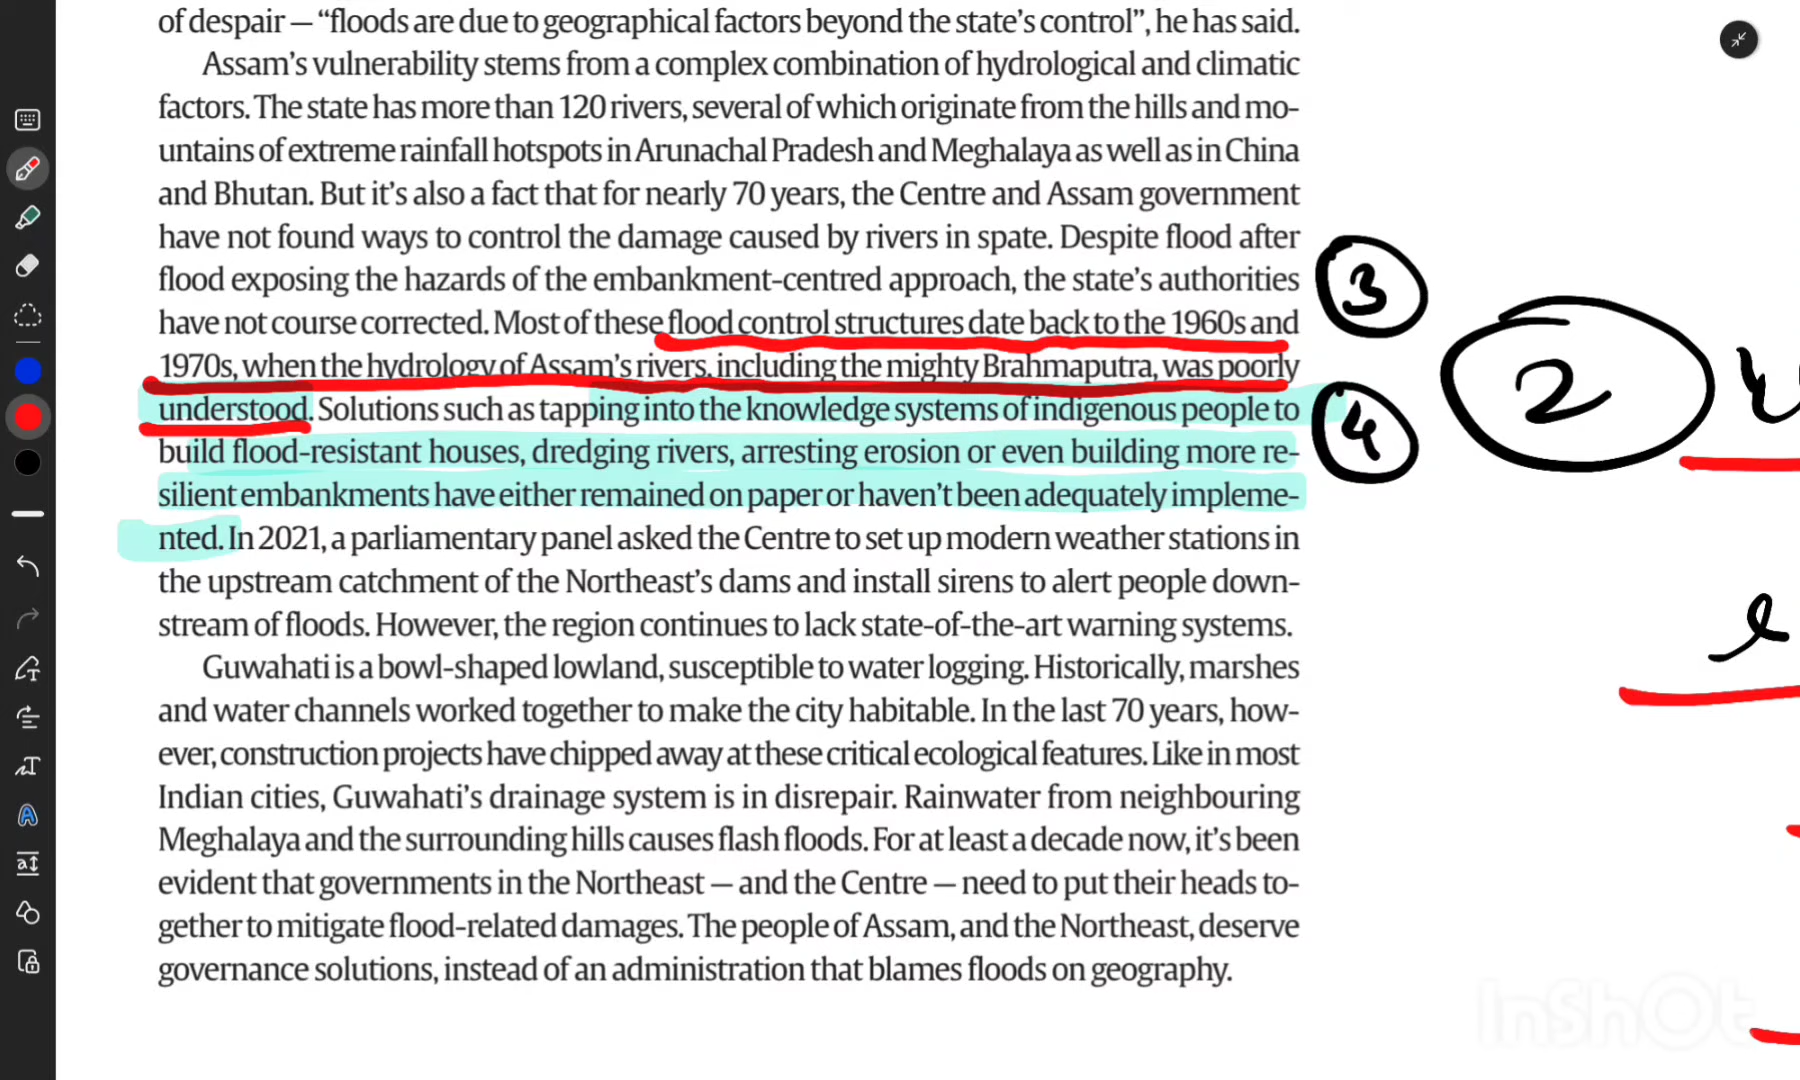 of despair — “floods are due to geographical factors beyond the state’s control”, he has said.
Assam’s vulnerability stems from a complex combination of hydrological and climatic
factors. The state has more than 120 rivers, several of which originate from the hills and mo-
untains of extreme rainfall hotspots in Arunachal Pradesh and Meghalaya as well as in China
and Bhutan. But it’s also a fact that for nearly 70 years, the Centre and Assam government
have not found ways to control the damage caused by rivers in spate. Despite flood after
flood exposing the hazards of the embankment-centred approach, the state’s authorities
have not course corrected. Most of these flood control structures date back to the 1960s and
1970s, when the hydrology of Assam’s rivers, including the mighty Brahmaputra, was poorly
understood. Solutions such as tapping into the knowledge systems of indigenous people to
build flood-resistant houses, dredging rivers, arresting erosion or even building more re-
silient embankments have either remained on paper or haven’t been adequately impleme-
nted. In 2021, a parliamentary panel asked the Centre to set up modern weather stations in
the upstream catchment of the Northeast’s dams and install sirens to alert people down-
stream of floods. However, the region continues to lack state-of-the-art warning systems.
Guwahati is a bowl-shaped lowland, susceptible to water logging. Historically, marshes
and water channels worked together to make the city habitable. In the last 70 years, how-
ever, construction projects have chipped away at these critical ecological features. Like in most
Indian cities, Guwahati’s drainage system is in disrepair. Rainwater from neighbouring
Meghalaya and the surrounding hills causes flash floods. For at least a decade now, it’s been
evident that governments in the Northeast — and the Centre — need to put their heads to-
gether to mitigate flood-related damages. The people of Assam, and the Northeast, deserve
governance solutions, instead of an administration that blames floods on geography.
3
4
2
InShOt